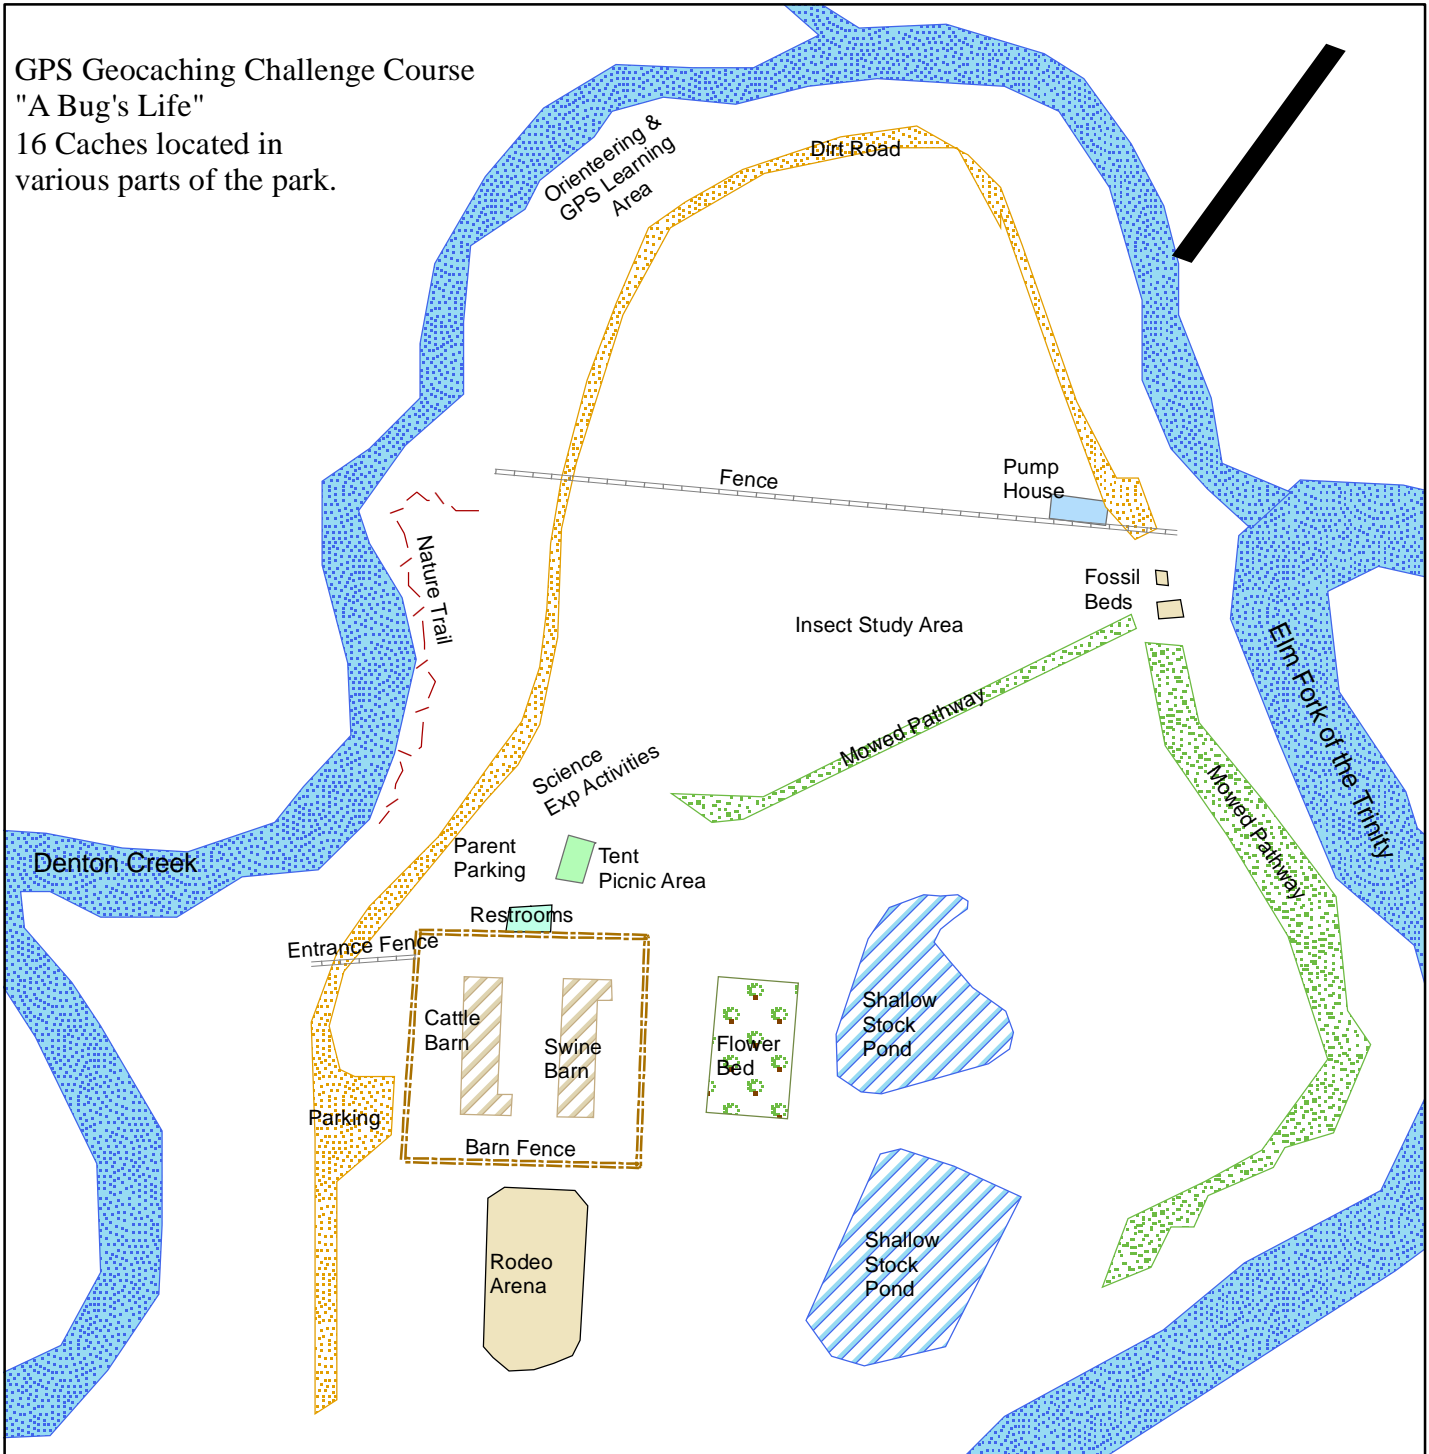 GPS Geocaching Challenge Course
"A Bug's Life"
16 Caches located in
various parts of the park.
Orienteering &
GPS Learning
Area
Dirt Road
Fence
Pump
House
Nature Trail
Fossil
Beds
Insect Study Area
Elm Fork of the Trinity
Mowed Pathway
Mowed Pathway
Science
Exp Activities
Denton Creek
Parent
Parking
Tent
Picnic Area
Restrooms
Entrance Fence
Cattle
Barn
Swine
Barn
Flower
Bed
Shallow
Stock
Pond
Parking
Barn Fence
Rodeo
Arena
Shallow
Stock
Pond